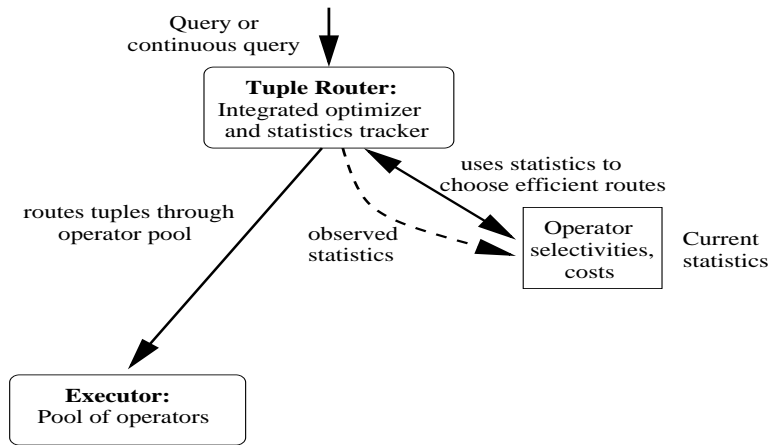 Query or
continuous query
Tuple Router:
Integrated optimizer
and statistics tracker
uses statistics to
choose efficient routes
routes tuples through
operator pool
observed
statistics
Operator
selectivities,
costs
Current
statistics
Executor:
Pool of operators